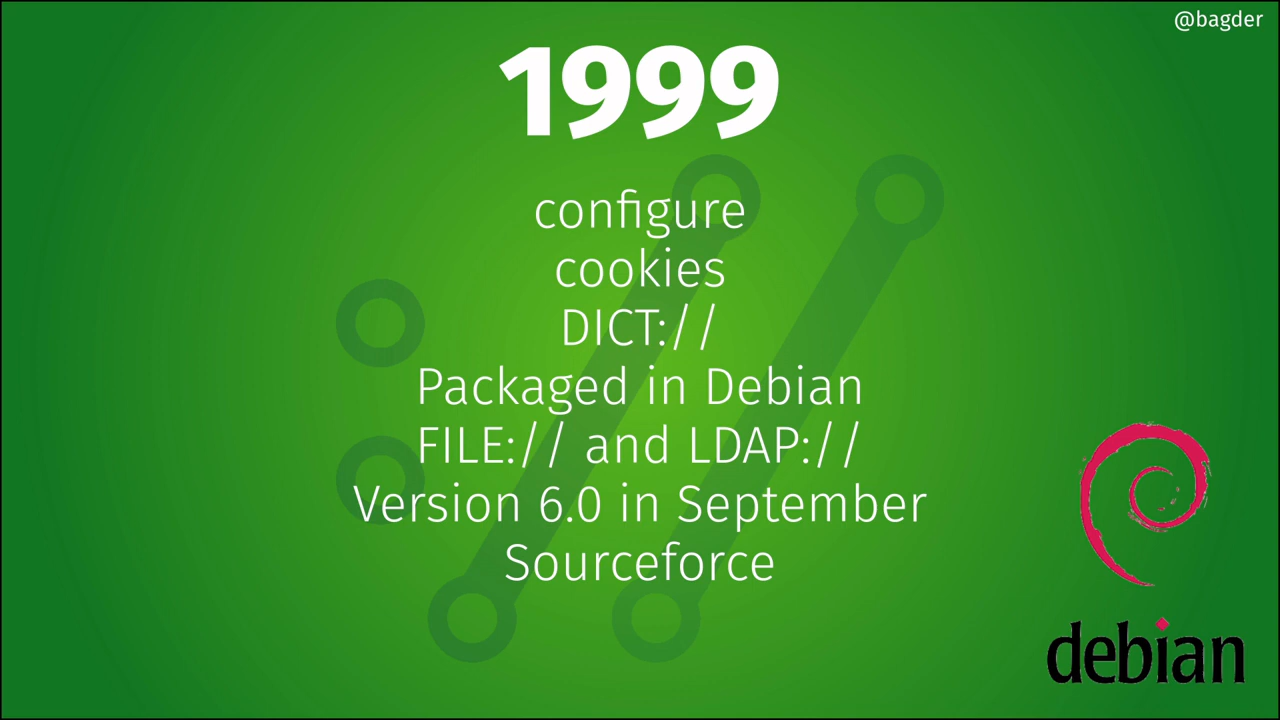 @bagder
1999
configure
cookies
DICT://
Packaged in Debian
FILE:// and LDAP://
Version 6.0 in September
Sourceforce
debian